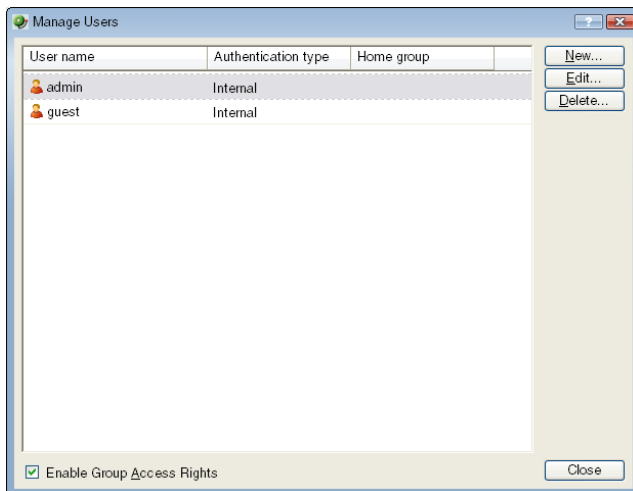 Manage Users
?
User name Authentication type Home group
admin Internal
guest Internal
New...
Edit...
Delete...
Enable Group Access Rights
Close